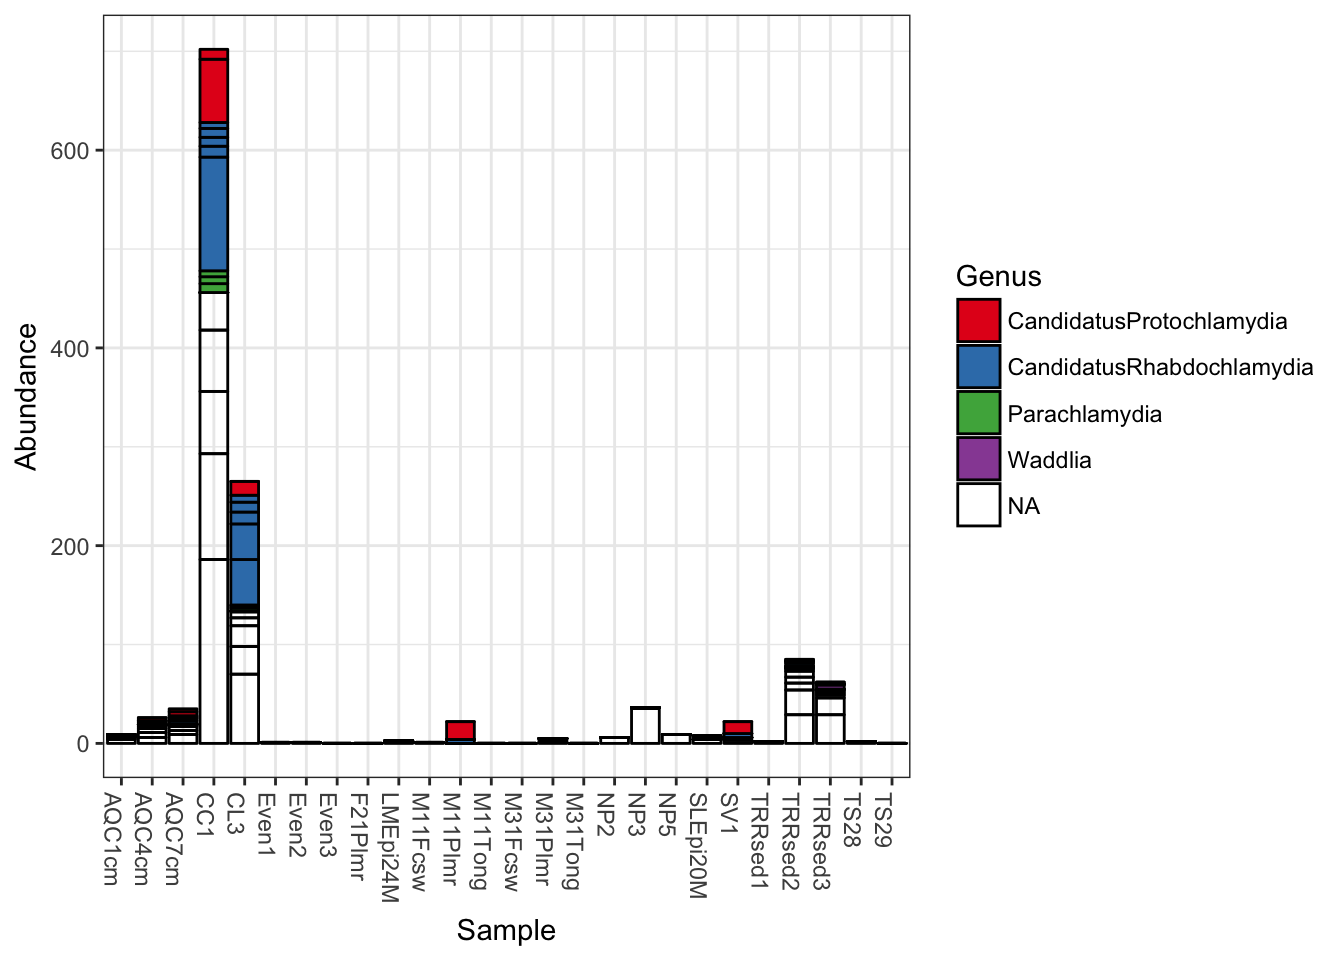 Abundance
600
400
200
0
AQC1cm
AQC4cm
AQC7cm
CC1
CL3
Even1
Even2
Even3
F21Plmr
LMEpi24M
M11Fcsw
M11Plmr
M11Tong
M31Fcsw
M31Plmr
M31Tong
NP2
NP3
NP5
SLEpi20M
SV1
TRRsed1
TRRsed2
TRRsed3
TS28
TS29
Sample
Genus
CandidatusProtochlamydia
CandidatusRhabdochlamydia
Parachlamydia
Waddlia
NA